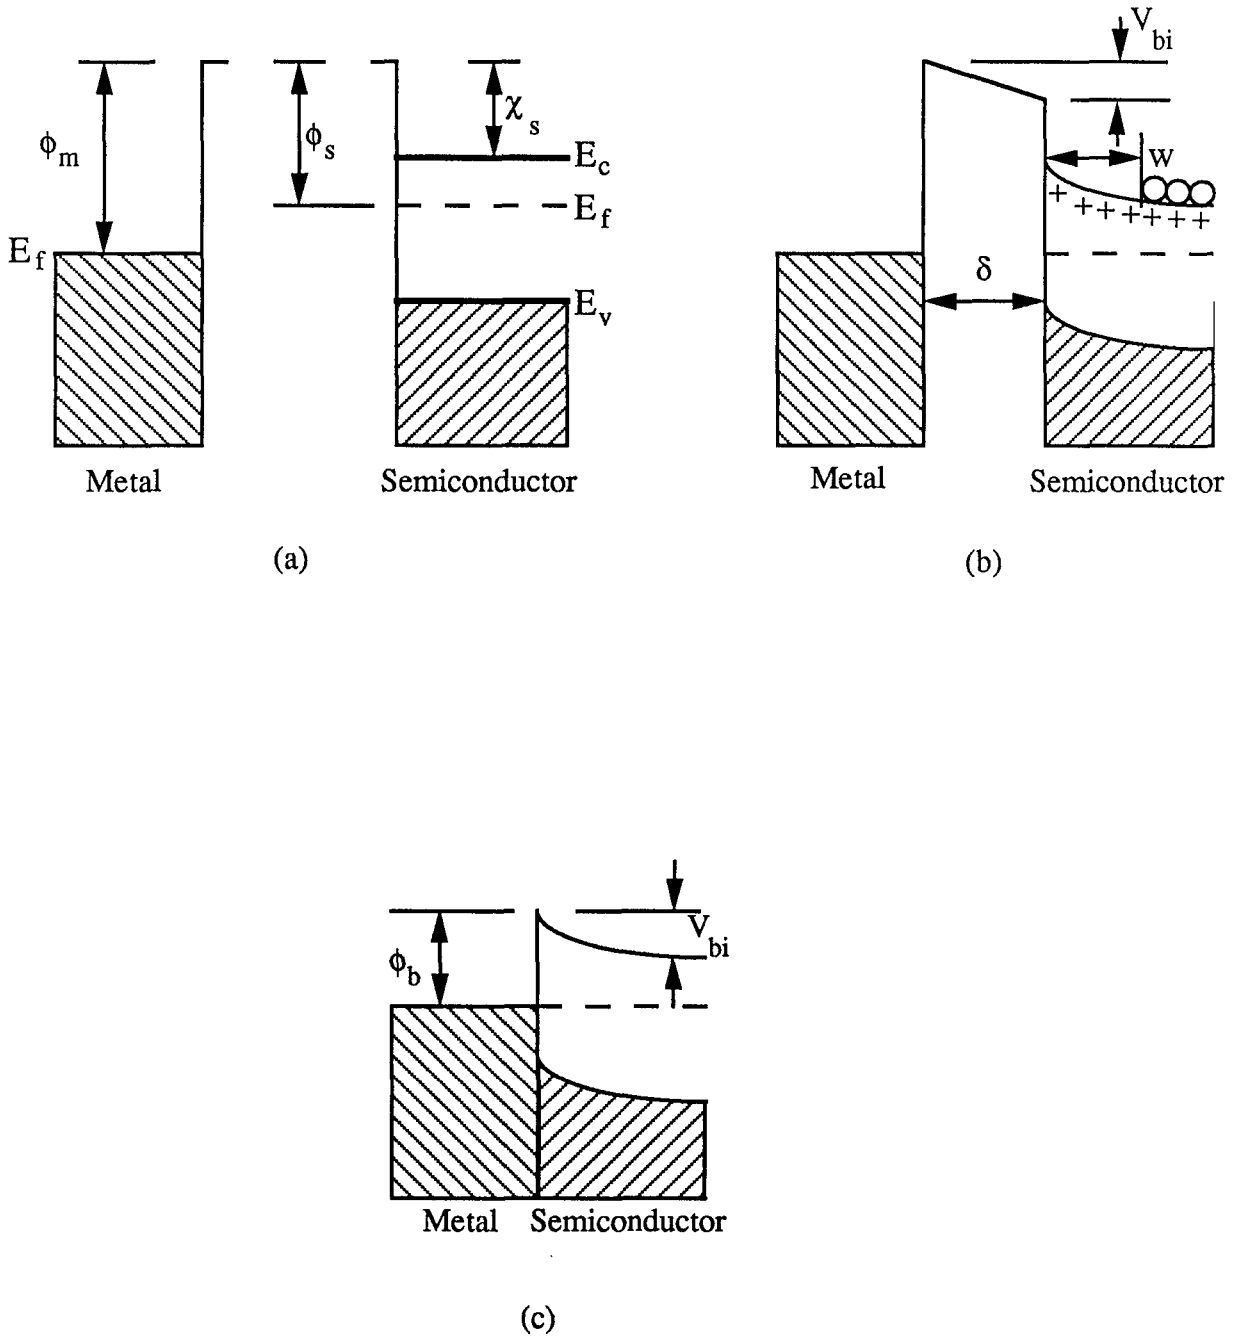 ϕm
ϕs
χs
Ec
Ef
Ef
Ev
Metal
Semiconductor
(a)
Vbi
w
+ + + + + + +
δ
Metal
Semiconductor
(b)
ϕb
Vbi
Metal
Semiconductor
(c)